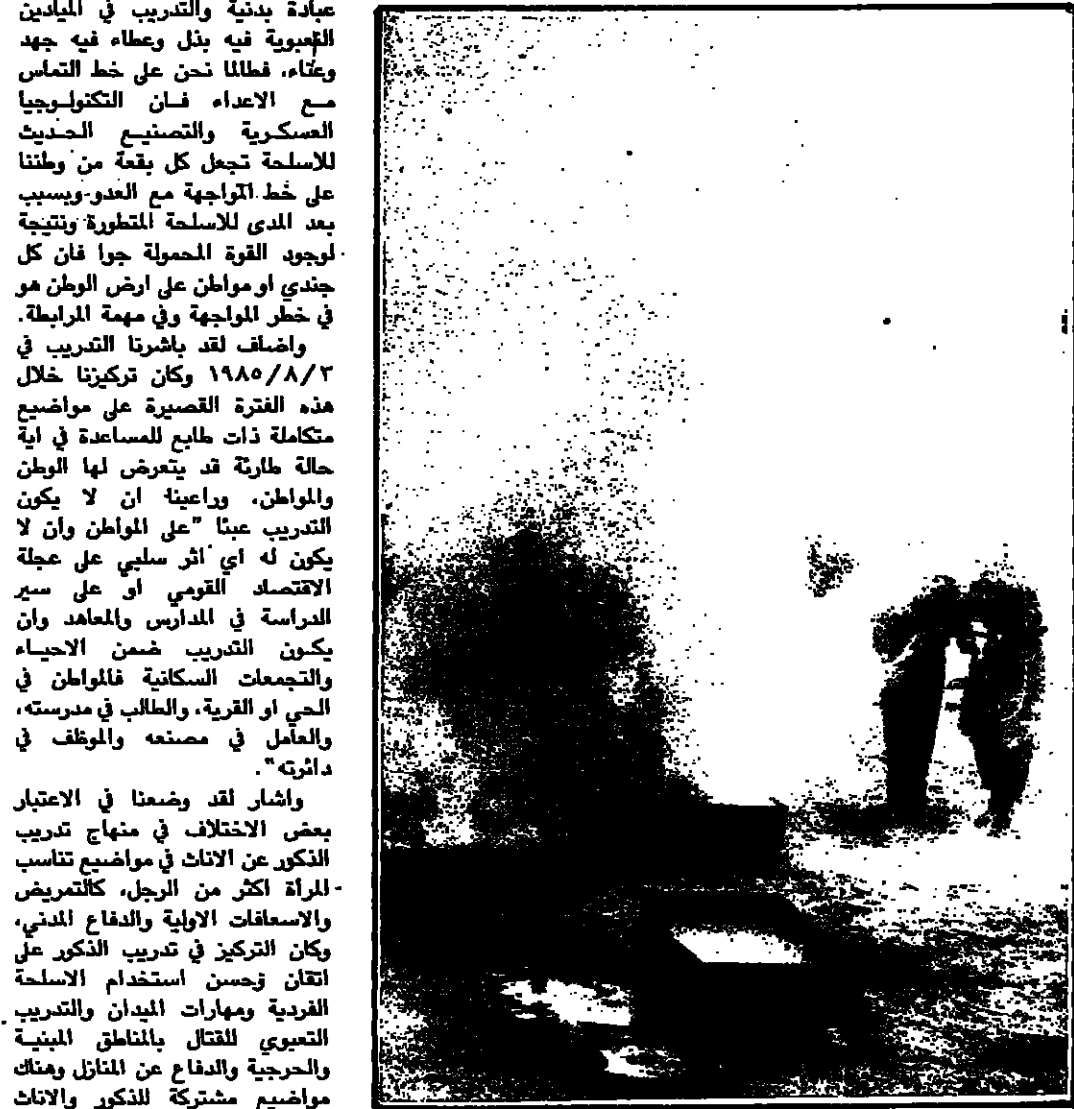 عبادة بدنية والتدريب في الميادين
التعبوية فيه بذل وعطاء فيه جهد
وعناء، فطالما نحن على خط التماس
مع الاعداء فان التكنولوجيا
العسكرية والتصنيع الحديث
للاسلحة تجعل كل بقعة من وطننا
على خط المواجهة مع العدو وبسبب
بعد المدى للاسلحة المتطورة ونتيجة
لوجود القوة المحمولة جوا فان كل
جندي او مواطن على ارض الوطن هو
في خطر المواجهة وفي مهمة المرابطة.
واضاف لقد باشرنا التدريب في
١٩٨٥/٨/٣ وكان تركيزنا خلال
هذه الفترة القصيرة على مواضيع
متكاملة ذات طابع للمساعدة في اية
حالة طارئة قد يتعرض لها الوطن
والمواطن، وراعينا ان لا يكون
التدريب عبئا "على المواطن وان لا
يكون له اي اثر سلبي على عجلة
الاقتصاد القومي او على سير
الدراسة في المدارس والمعاهد وان
يكون التدريب ضمن الاحياء
والتجمعات السكانية فالمواطن في
الحي او القرية، والطالب في مدرسته،
والعامل في مصنعه والموظف في
دائرته".
واشار لقد وضعنا في الاعتبار
بعض الاختلاف في منهاج تدريب
الذكور عن الاناث في مواضيع تناسب
المرأة اكثر من الرجل، كالتمريض
والاسعافات الاولية والدفاع المدني،
وكان التركيز في تدريب الذكور على
اتقان وحسن استخدام الاسلحة
الفردية ومهارات الميدان والتدريب
التعبوي للقتال بالمناطق المبنية
والحرجية والدفاع عن المنازل وهناك
مواضيع مشتركة للذكور والاناث